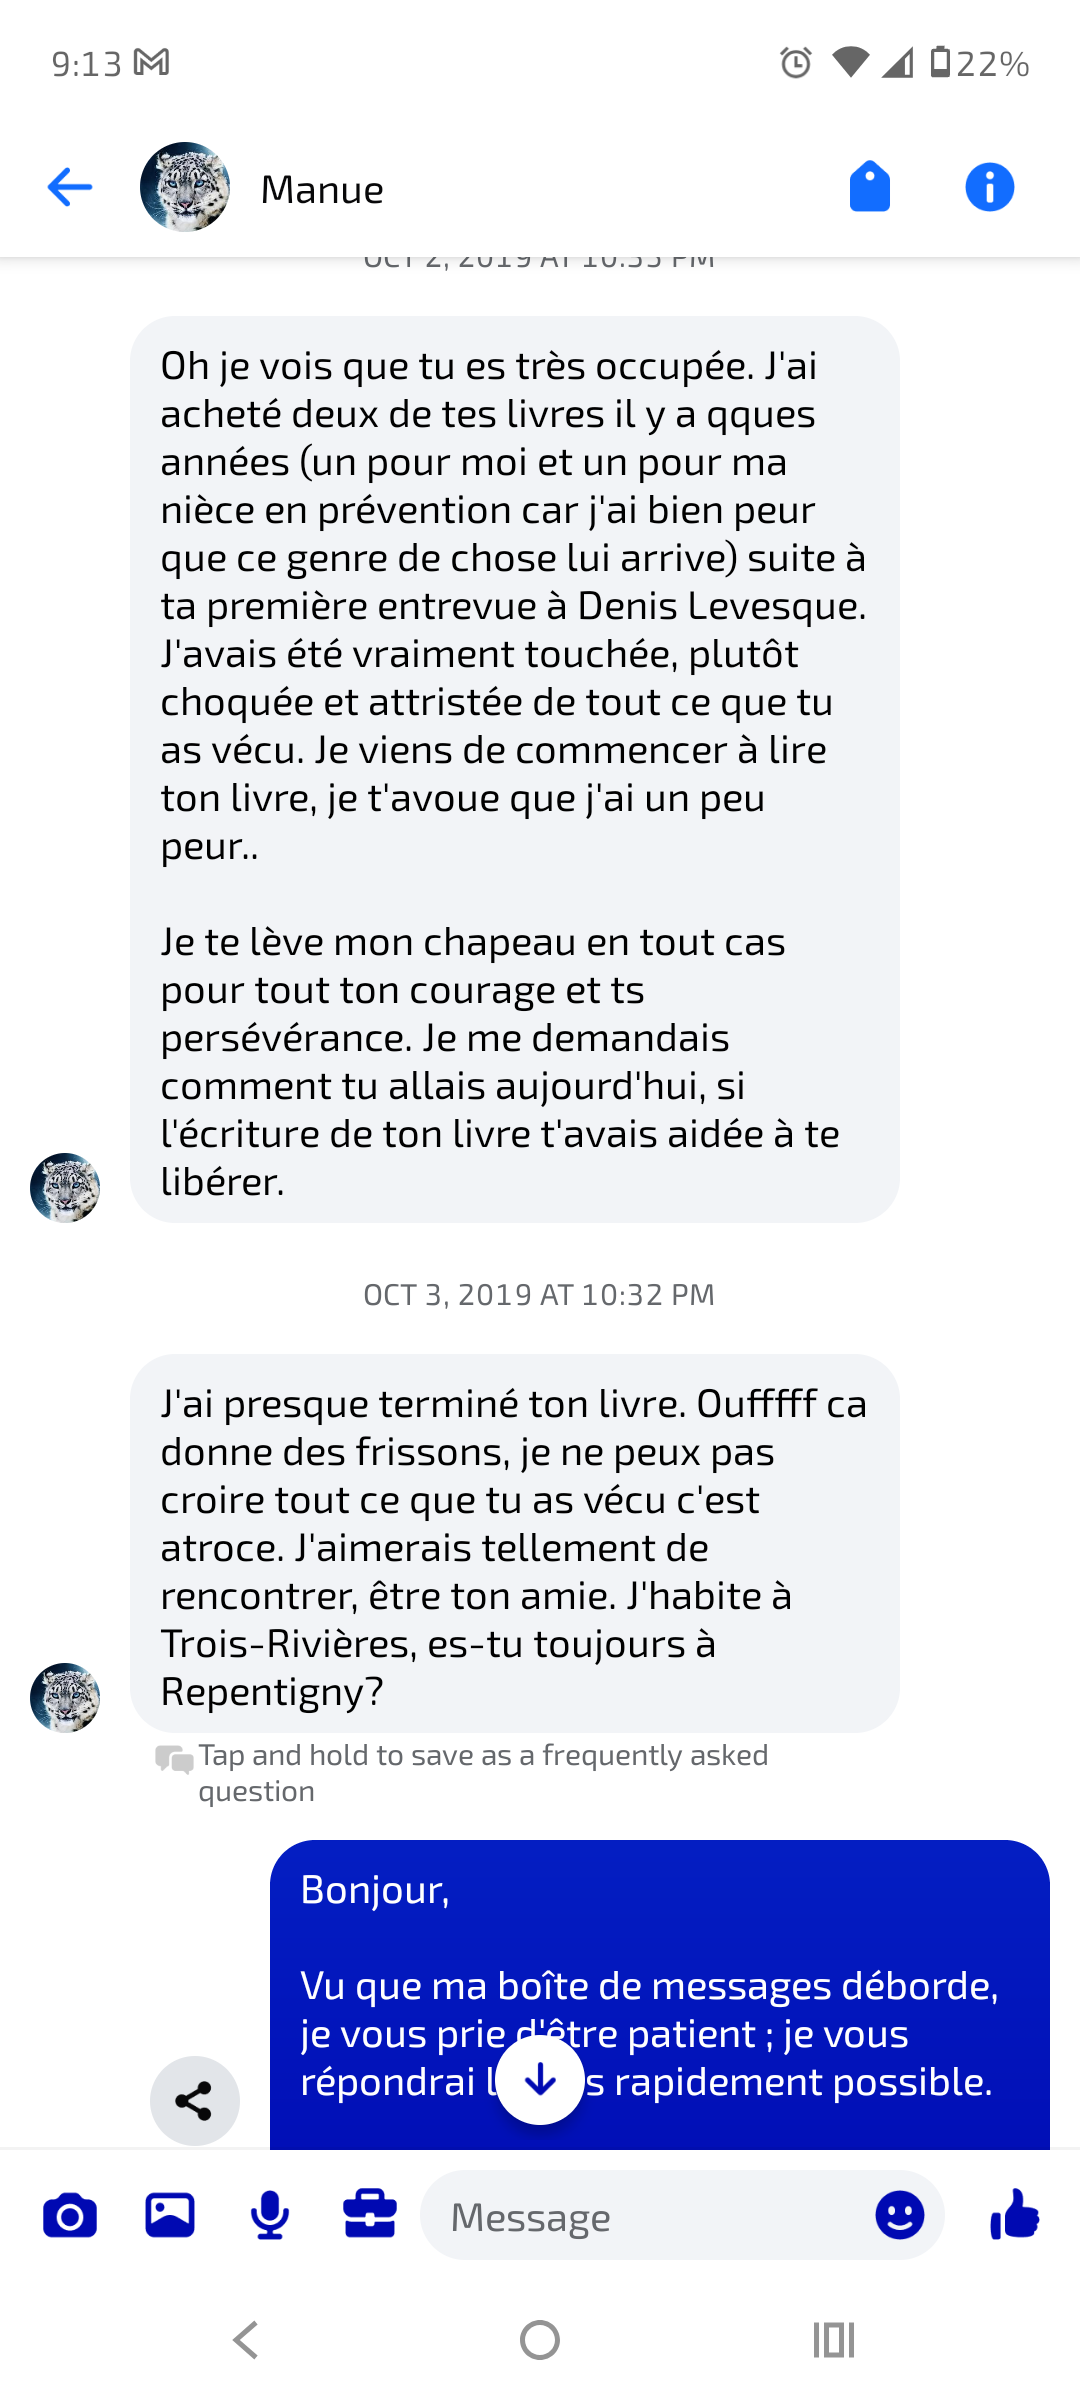 9:13
22%
Manue
OCT 2, 2019 AT 10:35 PM
Oh je vois que tu es très occupée. J'ai
acheté deux de tes livres il y a qques
années (un pour moi et un pour ma
nièce en prévention car j'ai bien peur
que ce genre de chose lui arrive) suite à
ta première entrevue à Denis Levesque.
J'avais été vraiment touchée, plutôt
choquée et attristée de tout ce que tu
as vécu. Je viens de commencer à lire
ton livre, je t'avoue que j'ai un peu
peur..
Je te lève mon chapeau en tout cas
pour tout ton courage et ts
persévérance. Je me demandais
comment tu allais aujourd'hui, si
l'écriture de ton livre t'avais aidée à te
libérer.
OCT 3, 2019 AT 10:32 PM
J'ai presque terminé ton livre. Oufffff ca
donne des frissons, je ne peux pas
croire tout ce que tu as vécu c'est
atroce. J'aimerais tellement de
rencontrer, être ton amie. J'habite à
Trois-Rivières, es-tu toujours à
Repentigny?
Tap and hold to save as a frequently asked
question
Bonjour,
Vu que ma boîte de messages déborde,
je vous prie d'être patient ; je vous
répondrai rapidement possible.
Message